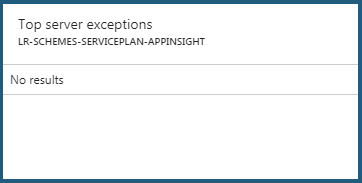 Top server exceptions
LR-SCHEMES-SERVICEPLAN-APPINSIGHT
No results